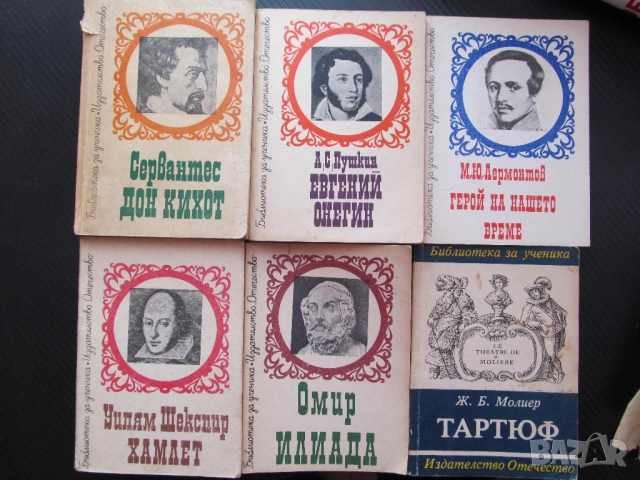 Библиотека за ученика • Издателство Отечество
Сервантес
ДОН КИХОТ
Библиотека за ученика • Издателство Отечество
А.С.Пушкин
ЕВГЕНИЙ
ОНЕГИН
Библиотека за ученика • Издателство Отечество
М.Ю.Лермонтов
ГЕРОЙ НА НАШЕТО
ВРЕМЕ
Библиотека за ученика • Издателство Отечество
Уилям Шекспир
ХАМЛЕТ
Библиотека за ученика • Издателство Отечество
Омир
ИЛИАДА
Библиотека за ученика
LE
THEATRE DE
MOLIERE
Ж. Б. Молиер
ТАРТЮФ
Издателство Отечество
BAZAR